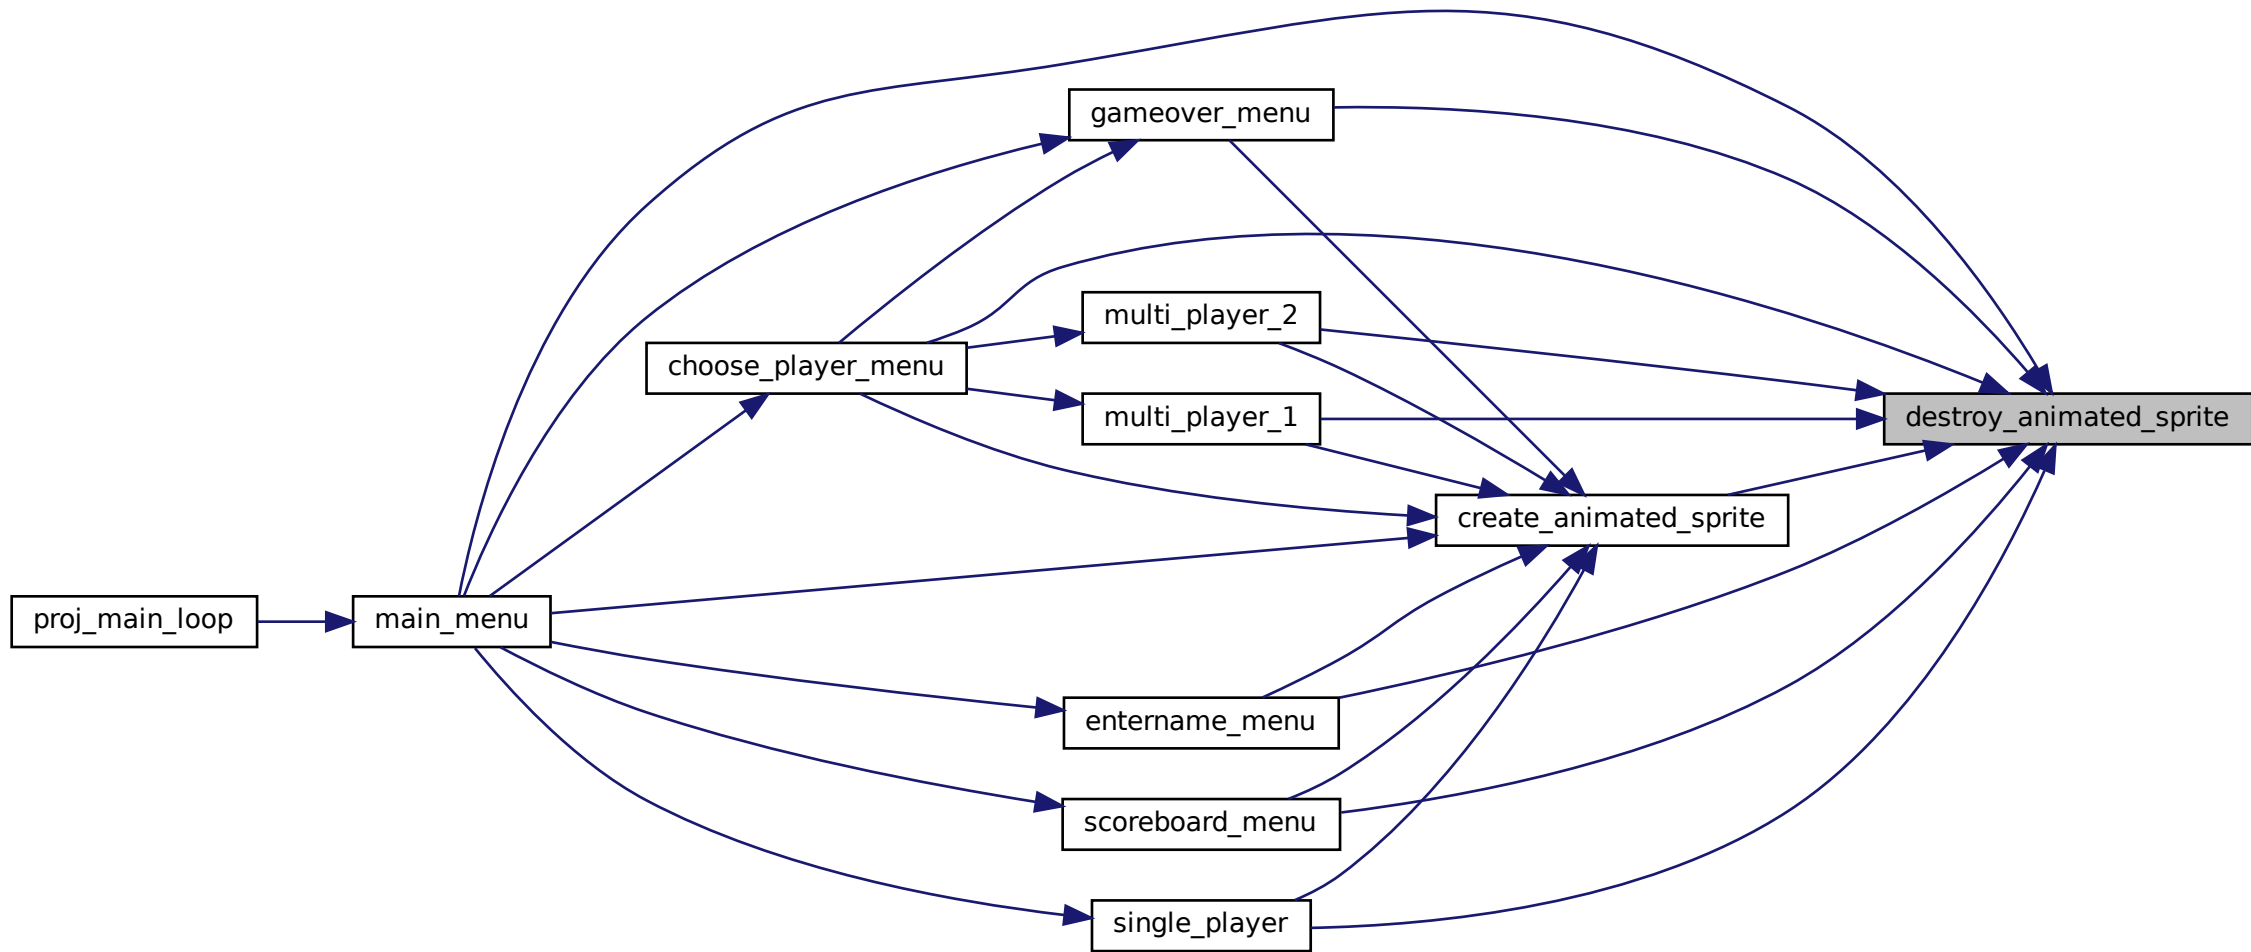 gameover_menu
multi_player_2
choose_player_menu
multi_player_1
destroy_animated_sprite
create_animated_sprite
proj_main_loop
main_menu
entername_menu
scoreboard_menu
single_player